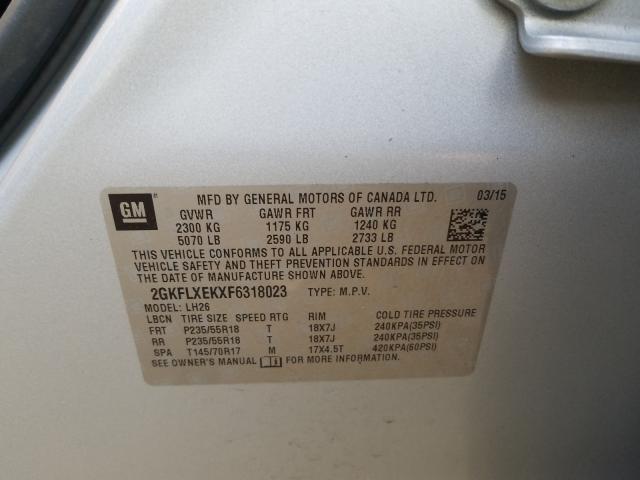 GM
MFD BY GENERAL MOTORS OF CANADA LTD. 03/15
GVWR GAWR FRT GAWR RR
2300 KG 1175 KG 1240 KG
5070 LB 2590 LB 2733 LB
THIS VEHICLE CONFORMS TO ALL APPLICABLE U.S. FEDERAL MOTOR
VEHICLE SAFETY AND THEFT PREVENTION STANDARDS IN EFFECT ON
THE DATE OF MANUFACTURE SHOWN ABOVE.
2GKFLXEKXF6318023 TYPE: M.P.V.
MODEL: LH26
LBCN TIRE SIZE SPEED RTG RIM COLD TIRE PRESSURE
FRT P235/55R18 T 18X7J 240KPA(35PSI)
RR P235/55R18 T 18X7J 240KPA(35PSI)
SPA T145/70R17 M 17X4.5T 420KPA(60PSI)
SEE OWNER'S MANUAL FOR MORE INFORMATION.